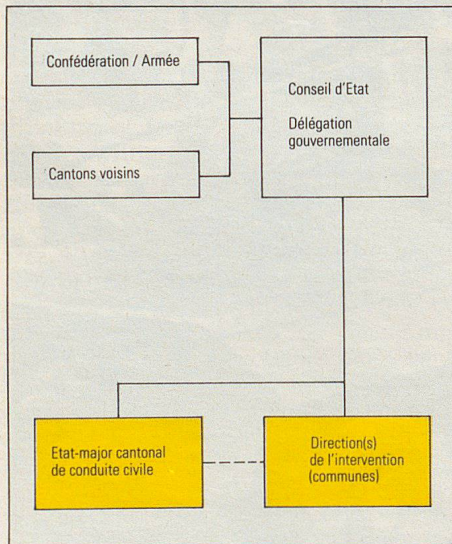 Confédération / Armée
Cantons voisins
Conseil d'Etat
Délégation
gouvernementale
Etat-major cantonal
de conduite civile
Direction(s)
de l'intervention
(communes)